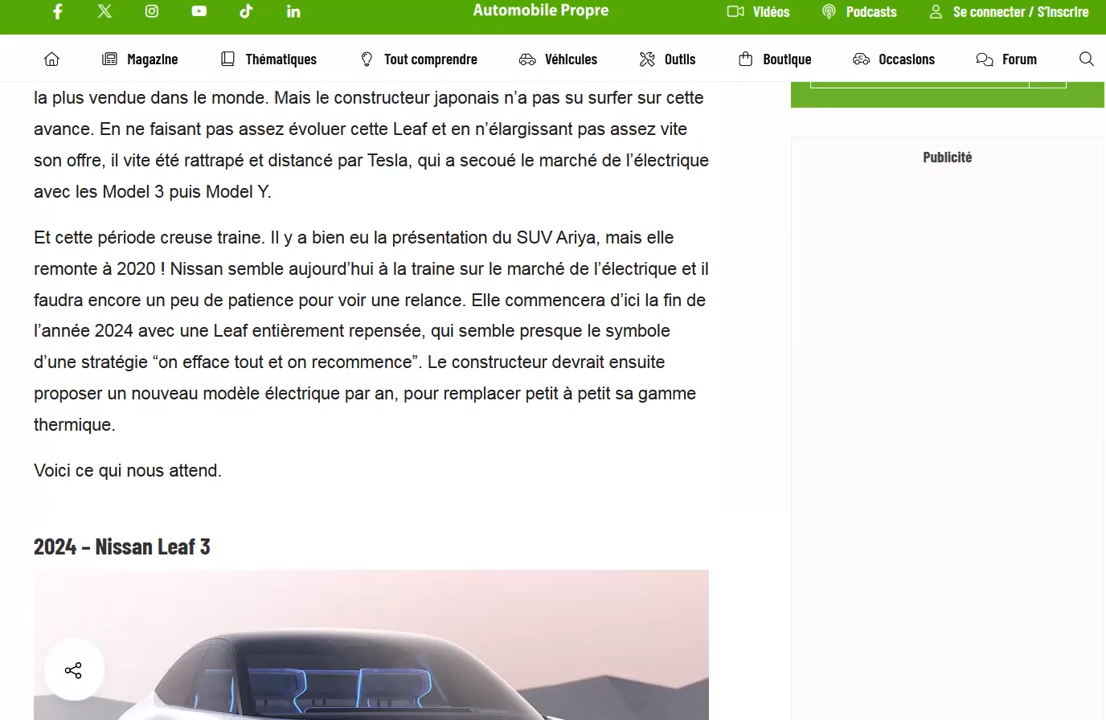 Automobile Propre
Vidéos
Podcasts
Se connecter / S'inscrire
Magazine
Thématiques
Tout comprendre
Véhicules
Outils
Boutique
Occasions
Forum
la plus vendue dans le monde. Mais le constructeur japonais n’a pas su surfer sur cette
avance. En ne faisant pas assez évoluer cette Leaf et en n’élargissant pas assez vite
son offre, il vite été rattrapé et distancé par Tesla, qui a secoué le marché de l’électrique
avec les Model 3 puis Model Y.
Et cette période creuse traine. Il y a bien eu la présentation du SUV Ariya, mais elle
remonte à 2020 ! Nissan semble aujourd’hui à la traine sur le marché de l’électrique et il
faudra encore un peu de patience pour voir une relance. Elle commencera d’ici la fin de
l’année 2024 avec une Leaf entièrement repensée, qui semble presque le symbole
d’une stratégie “on efface tout et on recommence”. Le constructeur devrait ensuite
proposer un nouveau modèle électrique par an, pour remplacer petit à petit sa gamme
thermique.
Voici ce qui nous attend.
2024 – Nissan Leaf 3
Publicité